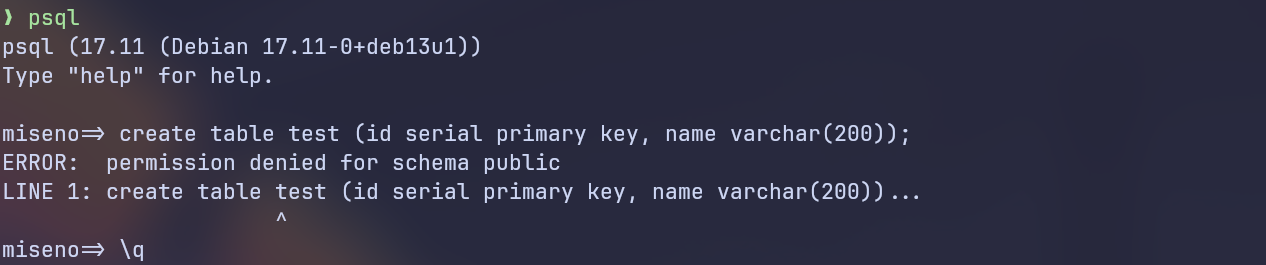 ❯ psql
psql (17.11 (Debian 17.11-0+deb13u1))
Type "help" for help.

miseno=> create table test (id serial primary key, name varchar(200));
ERROR:  permission denied for schema public
LINE 1: create table test (id serial primary key, name varchar(200))...
                     ^
miseno=> \q